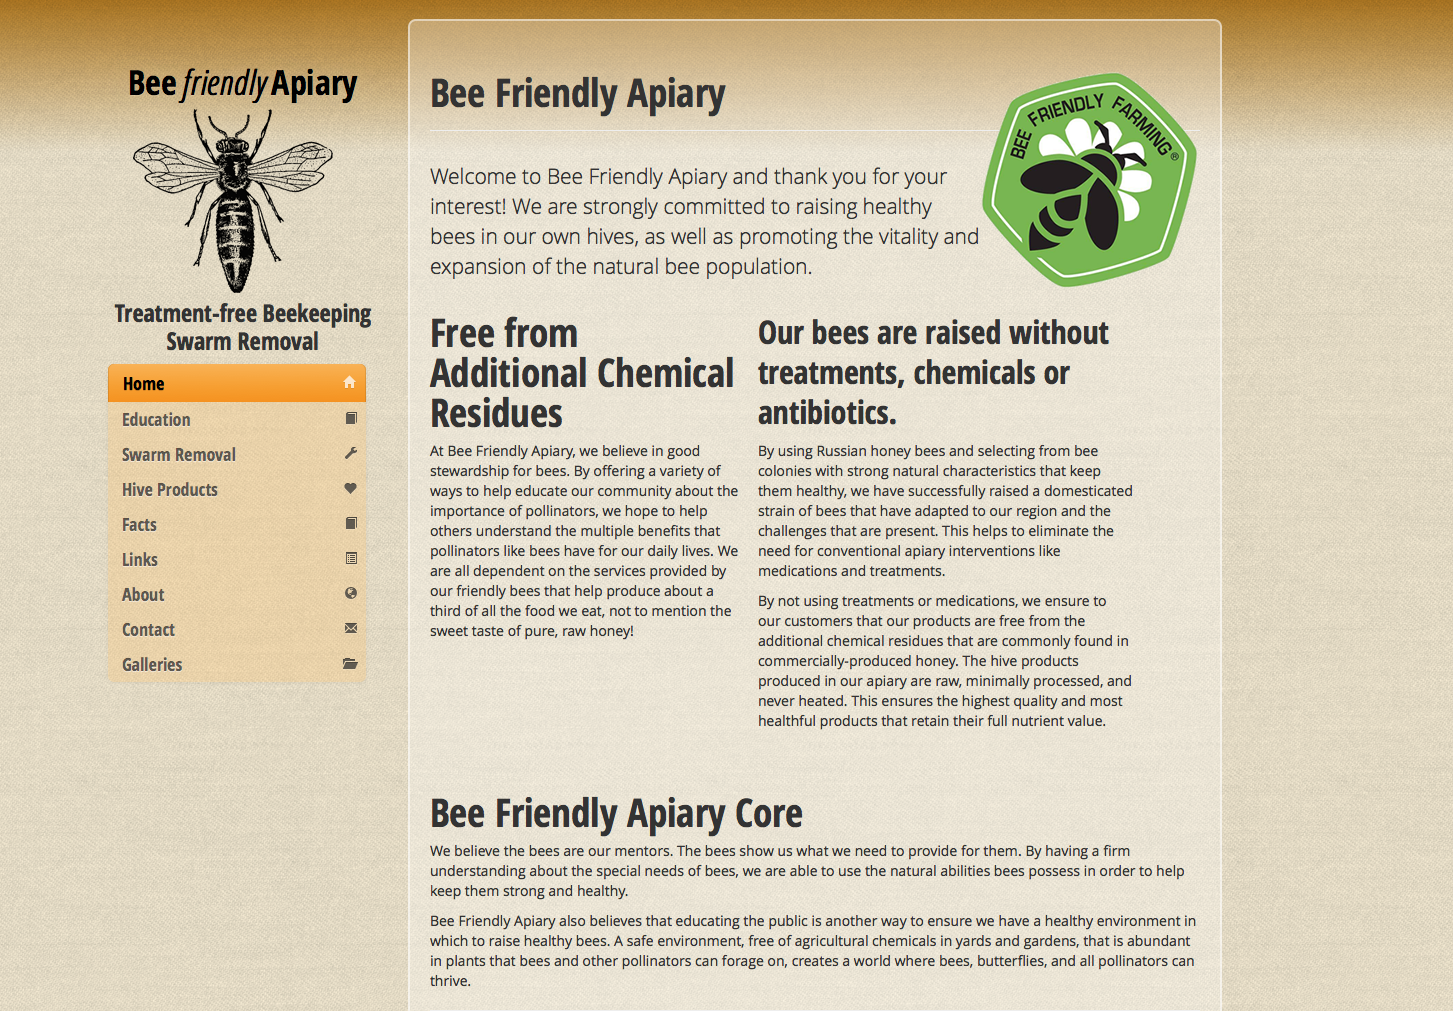 Bee friendly Apiary
Treatment-free Beekeeping
Swarm Removal
Home
Education
Swarm Removal
Hive Products
Facts
Links
About
Contact
Galleries
Bee Friendly Apiary
BEE FRIENDLY FARMING®
Welcome to Bee Friendly Apiary and thank you for your
interest! We are strongly committed to raising healthy
bees in our own hives, as well as promoting the vitality and
expansion of the natural bee population.
Free from
Additional Chemical
Residues
At Bee Friendly Apiary, we believe in good
stewardship for bees. By offering a variety of
ways to help educate our community about the
importance of pollinators, we hope to help
others understand the multiple benefits that
pollinators like bees have for our daily lives. We
are all dependent on the services provided by
our friendly bees that help produce about a
third of all the food we eat, not to mention the
sweet taste of pure, raw honey!
Our bees are raised without
treatments, chemicals or
antibiotics.
By using Russian honey bees and selecting from bee
colonies with strong natural characteristics that keep
them healthy, we have successfully raised a domesticated
strain of bees that have adapted to our region and the
challenges that are present. This helps to eliminate the
need for conventional apiary interventions like
medications and treatments.
By not using treatments or medications, we ensure to
our customers that our products are free from the
additional chemical residues that are commonly found in
commercially-produced honey. The hive products
produced in our apiary are raw, minimally processed, and
never heated. This ensures the highest quality and most
healthful products that retain their full nutrient value.
Bee Friendly Apiary Core
We believe the bees are our mentors. The bees show us what we need to provide for them. By having a firm
understanding about the special needs of bees, we are able to use the natural abilities bees possess in order to help
keep them strong and healthy.
Bee Friendly Apiary also believes that educating the public is another way to ensure we have a healthy environment in
which to raise healthy bees. A safe environment, free of agricultural chemicals in yards and gardens, that is abundant
in plants that bees and other pollinators can forage on, creates a world where bees, butterflies, and all pollinators can
thrive.